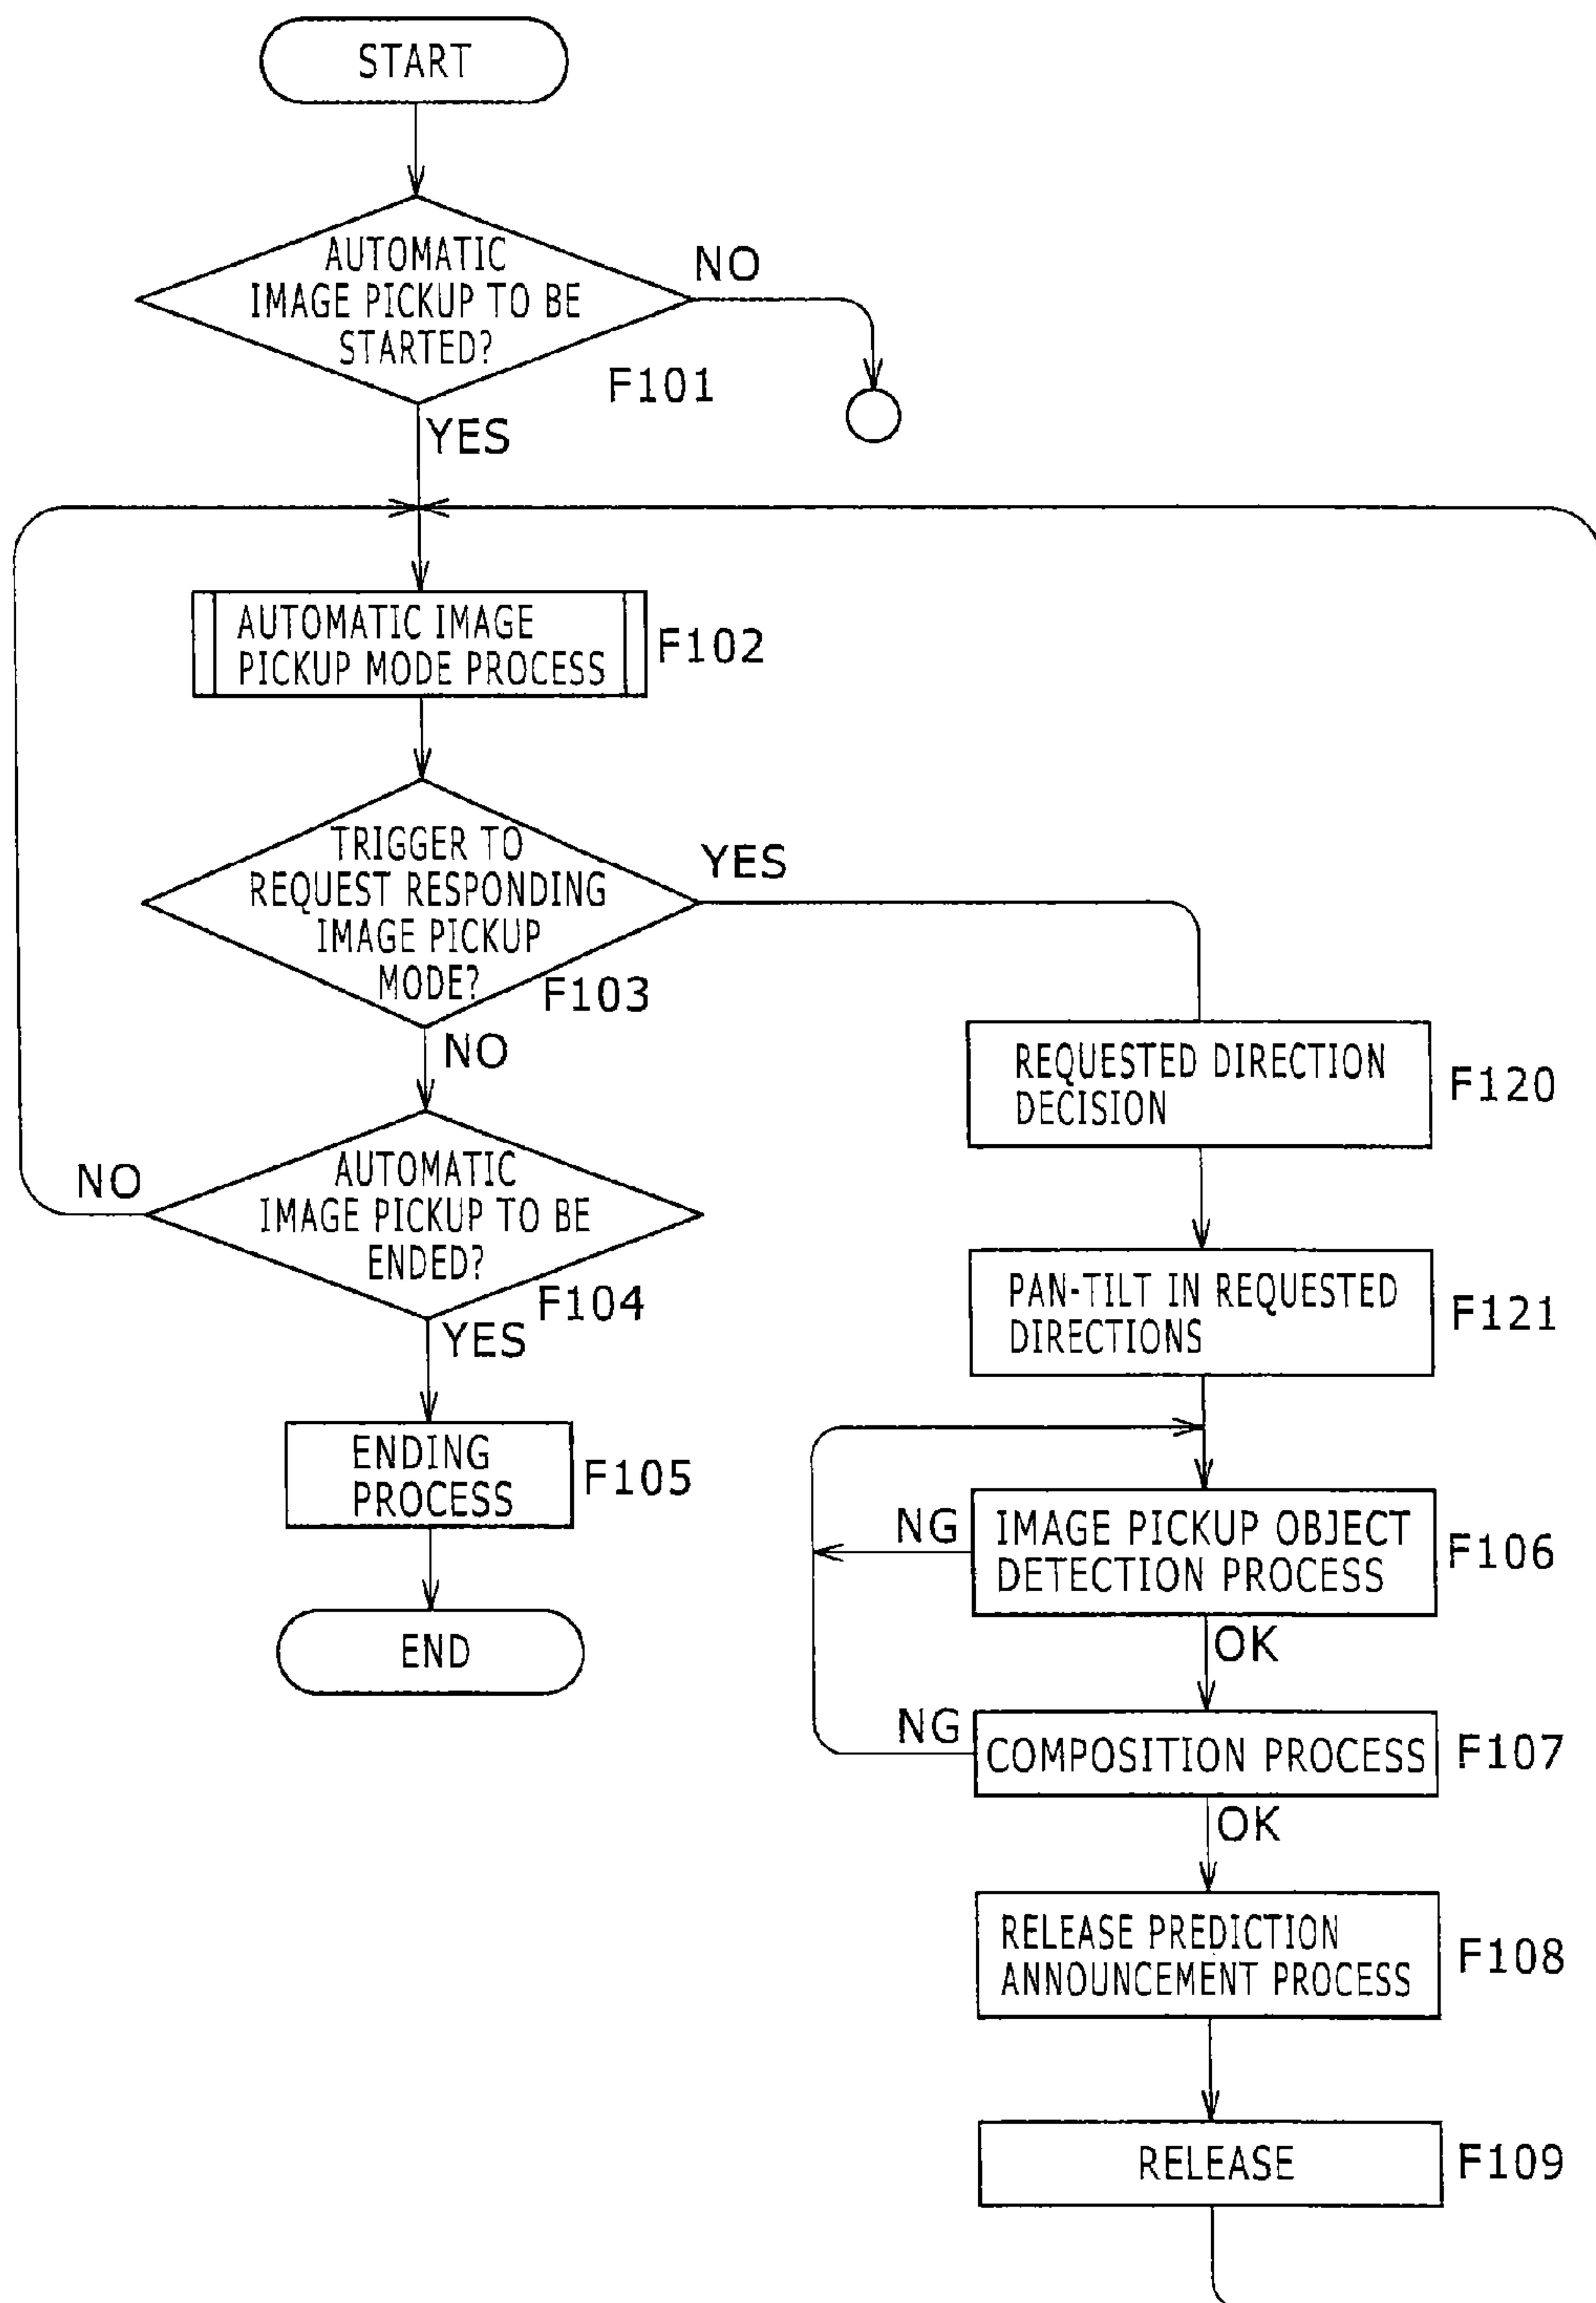 START
AUTOMATIC
IMAGE PICKUP TO BE
STARTED?
NO
F101
YES
AUTOMATIC IMAGE
PICKUP MODE PROCESS
F102
TRIGGER TO
REQUEST RESPONDING
IMAGE PICKUP
MODE?
YES
F103
NO
AUTOMATIC
IMAGE PICKUP TO BE
ENDED?
NO
F104
YES
ENDING
PROCESS
F105
END
REQUESTED DIRECTION
DECISION
F120
PAN-TILT IN REQUESTED
DIRECTIONS
F121
NG
IMAGE PICKUP OBJECT
DETECTION PROCESS
F106
OK
NG
COMPOSITION PROCESS
F107
OK
RELEASE PREDICTION
ANNOUNCEMENT PROCESS
F108
RELEASE
F109